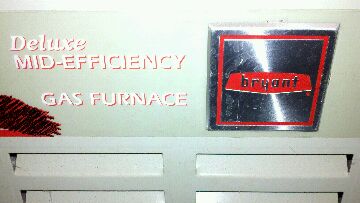 Deluxe
MID-EFFICIENCY
GAS FURNACE
bryant